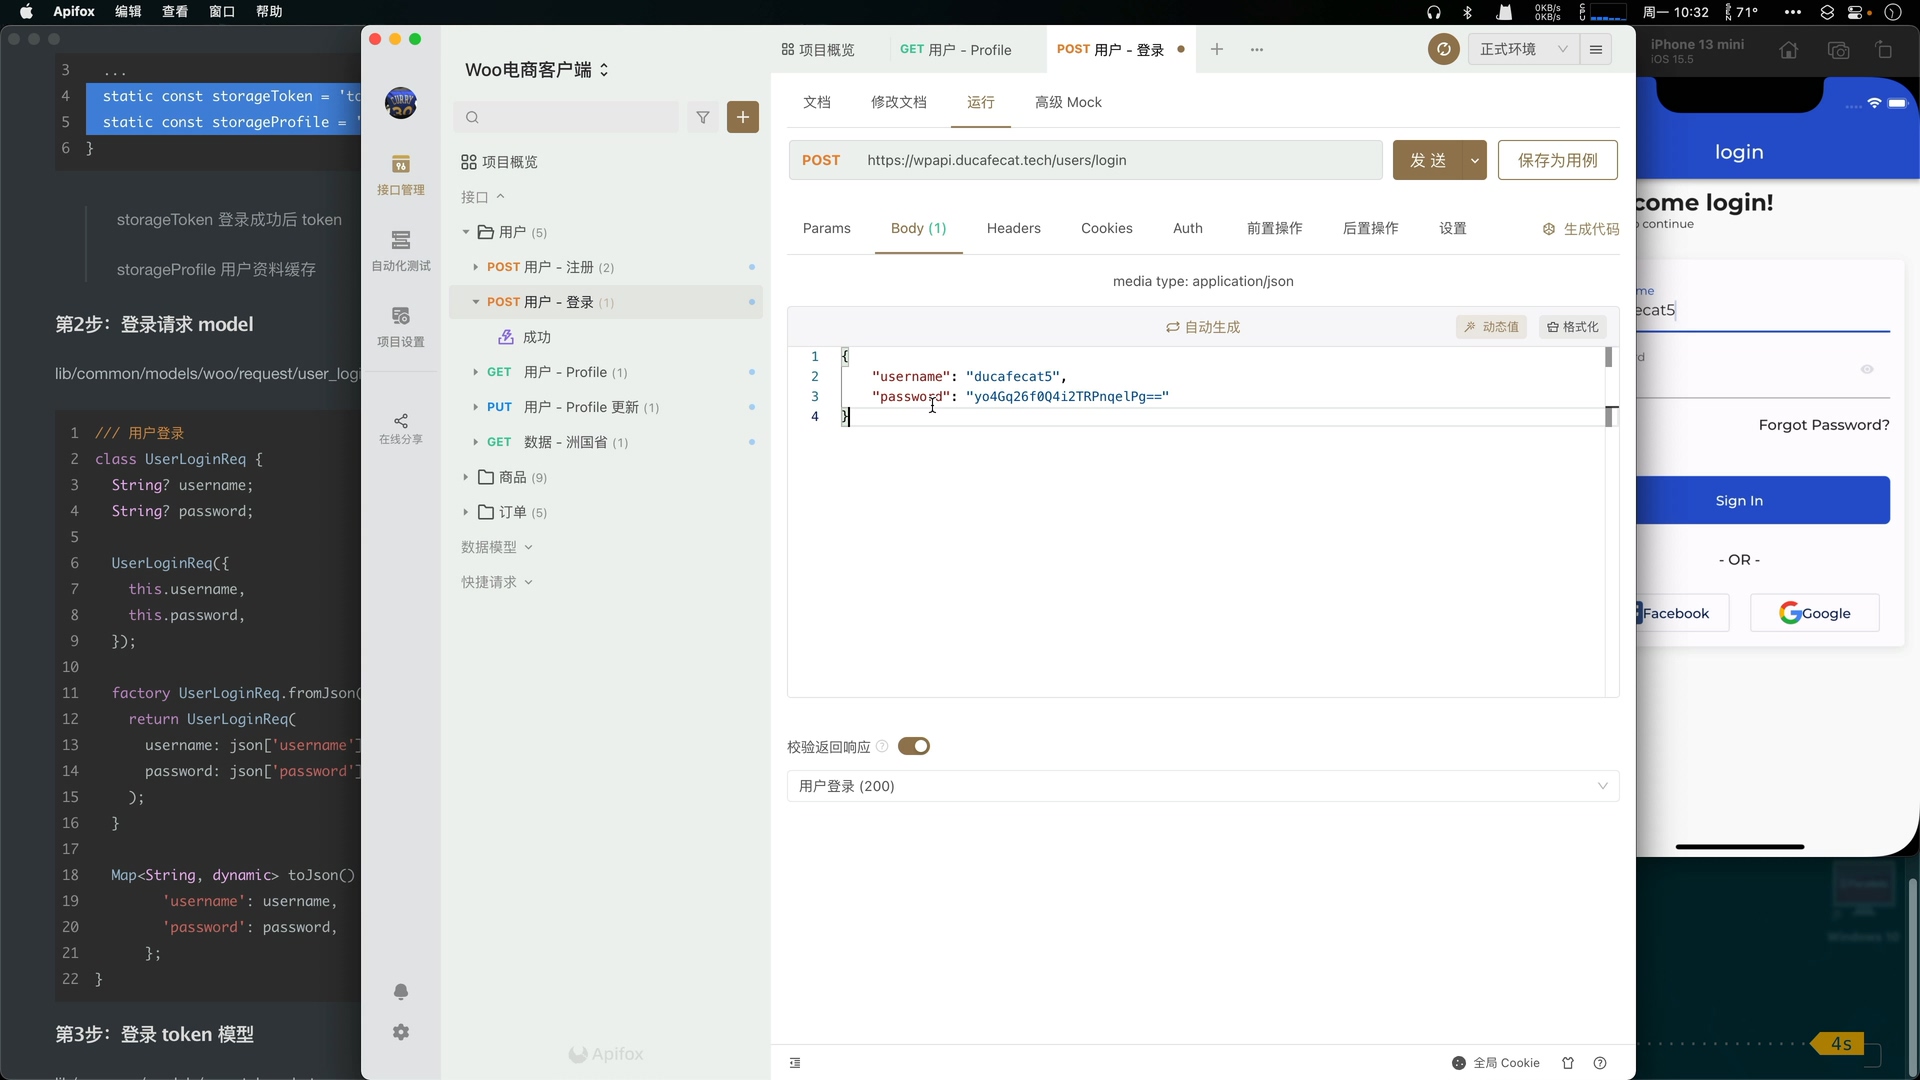 Apifox 编辑 查看 窗口 帮助
0KB/s
0KB/s
周一 10:32
71°
3 ...
4 static const storageToken = 'to
5 static const storageProfile = '
6 }
storageToken 登录成功后 token
storageProfile 用户资料缓存
第2步：登录请求 model
lib/common/models/woo/request/user_logi
1 /// 用户登录
2 class UserLoginReq {
3 String? username;
4 String? password;
5
6 UserLoginReq({
7 this.username,
8 this.password,
9 });
10
11 factory UserLoginReq.fromJson(
12 return UserLoginReq(
13 username: json['username']
14 password: json['password']
15 );
16 }
17
18 Map<String, dynamic> toJson()
19 'username': username,
20 'password': password,
21 };
22 }
第3步：登录 token 模型
接口管理
自动化测试
项目设置
在线分享
Woo电商客户端
项目概览
接口
用户 (5)
POST 用户 - 注册 (2)
POST 用户 - 登录 (1)
成功
GET 用户 - Profile (1)
PUT 用户 - Profile 更新 (1)
GET 数据 - 洲国省 (1)
商品 (9)
订单 (5)
数据模型
快捷请求
Apifox
项目概览
GET 用户 - Profile
POST 用户 - 登录
正式环境
文档 修改文档 运行 高级 Mock
POST https://wpapi.ducafecat.tech/users/login
发 送
保存为用例
Params Body (1) Headers Cookies Auth 前置操作 后置操作 设置 生成代码
media type: application/json
自动生成
动态值
格式化
1 {
2 "username": "ducafecat5",
3 "password": "yo4Gq26f0Q4i2TRPnqelPg=="
4 }
校验返回响应
用户登录 (200)
全局 Cookie
iPhone 13 mini
iOS 15.5
login
come login!
continue
me
ecat5
d
Forgot Password?
Sign In
- OR -
Facebook
Google
Windows 10
4s